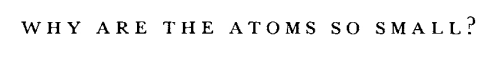 WHY ARE THE ATOMS SO SMALL?